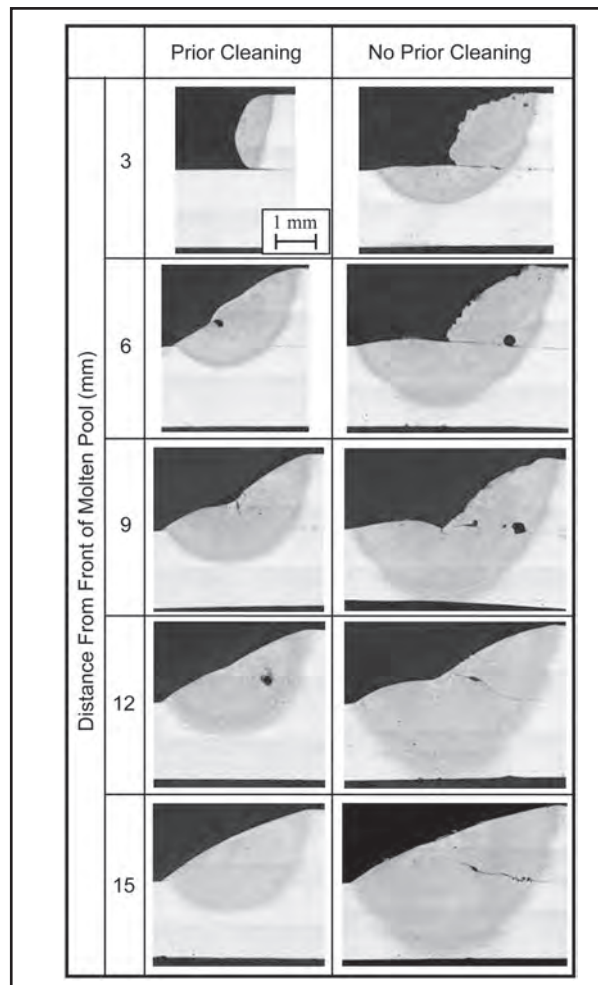 Prior Cleaning
No Prior Cleaning
Distance From Front of Molten Pool (mm)
3
1 mm
6
9
12
15